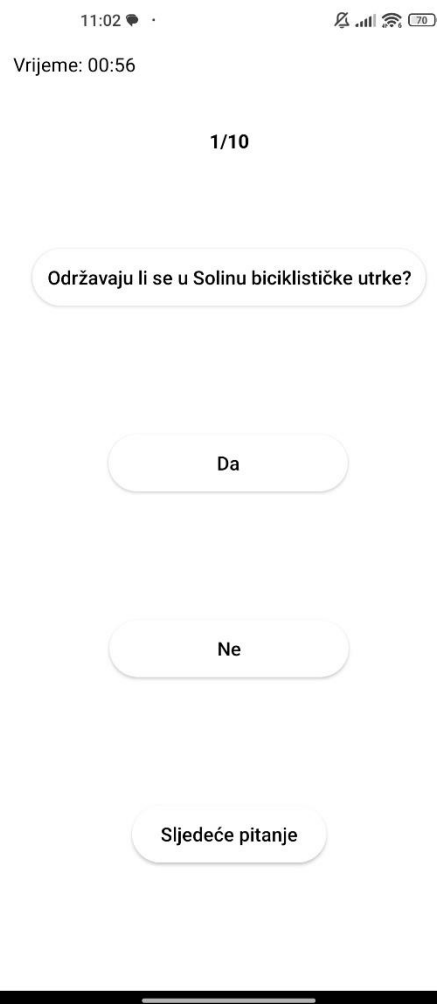 11:02
70
Vrijeme: 00:56
1/10
Održavaju li se u Solinu biciklističke utrke?
Da
Ne
Sljedeće pitanje